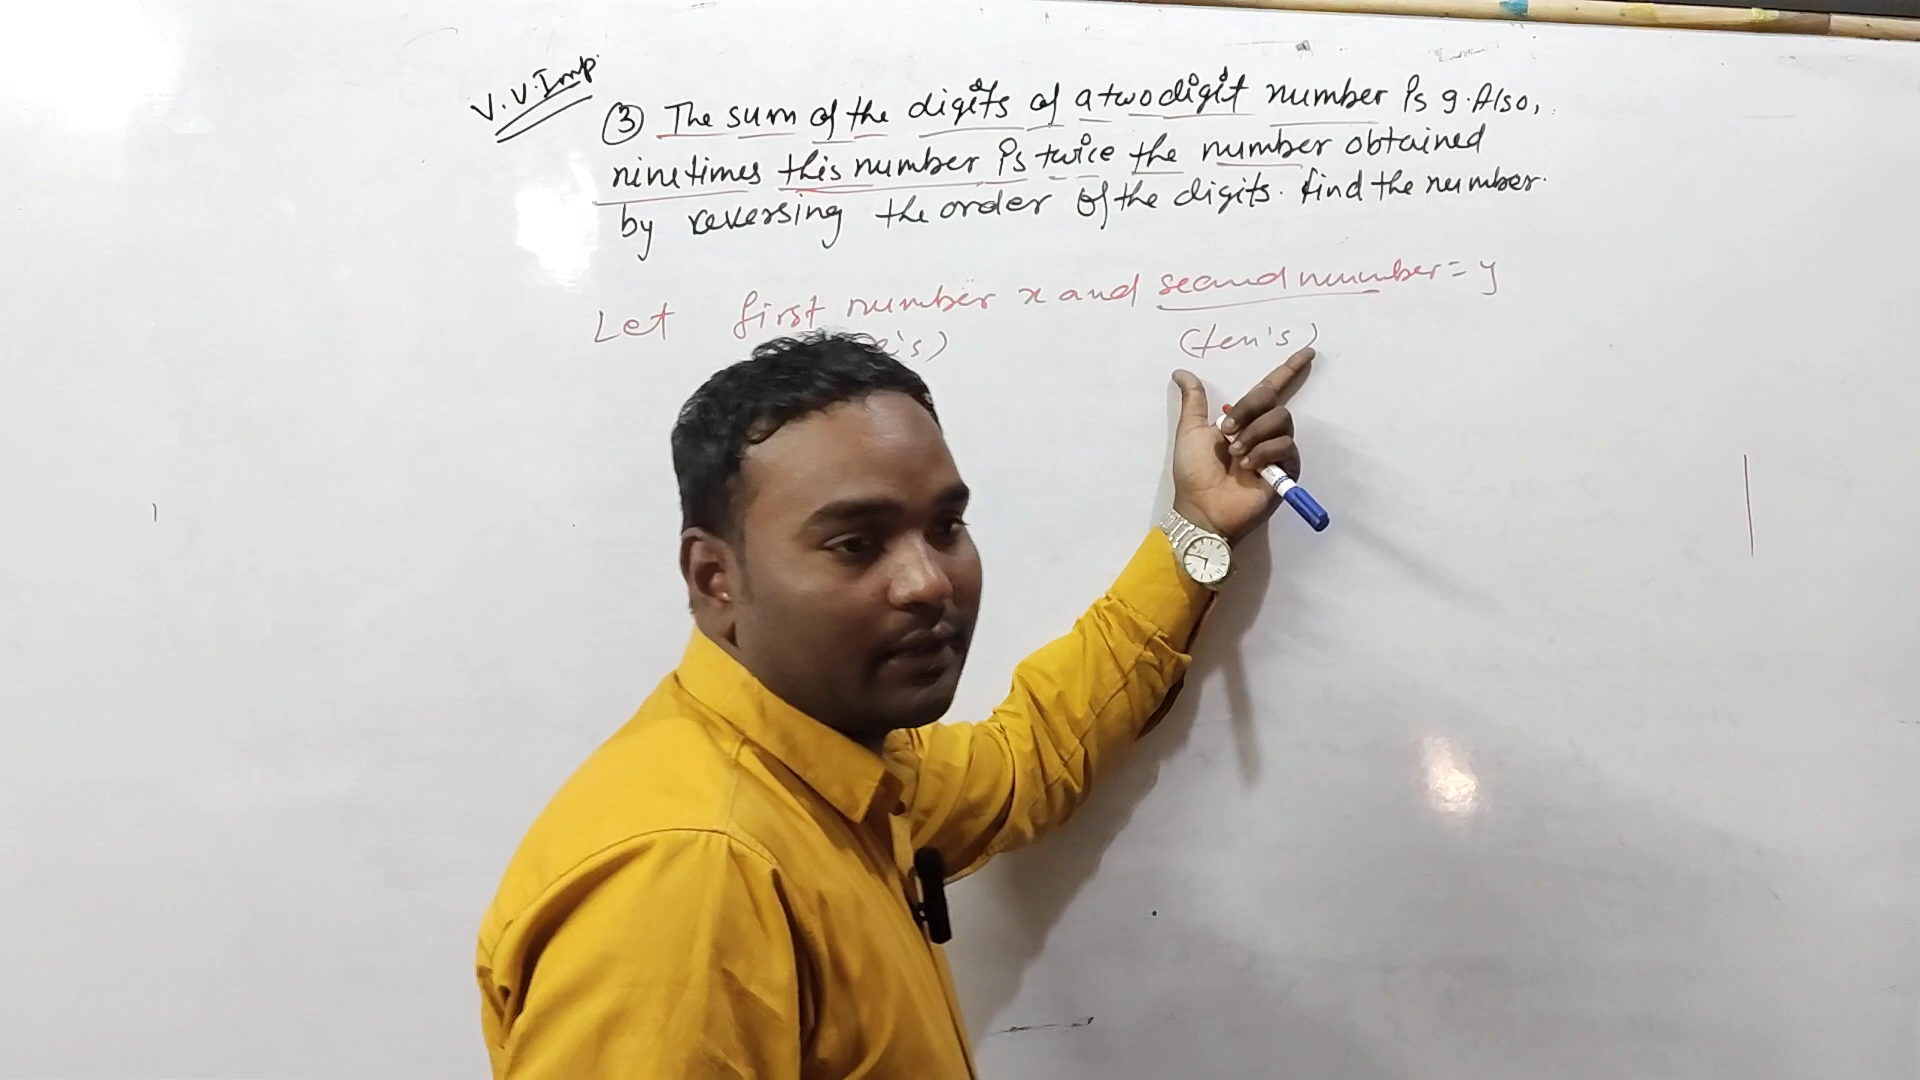 V.V.Imp.
③ The sum of the digits of a two digit number is 9. Also,
nine times this number is twice the number obtained
by reversing the order of the digits. find the number.
Let first number x and second number = y
(ten's)